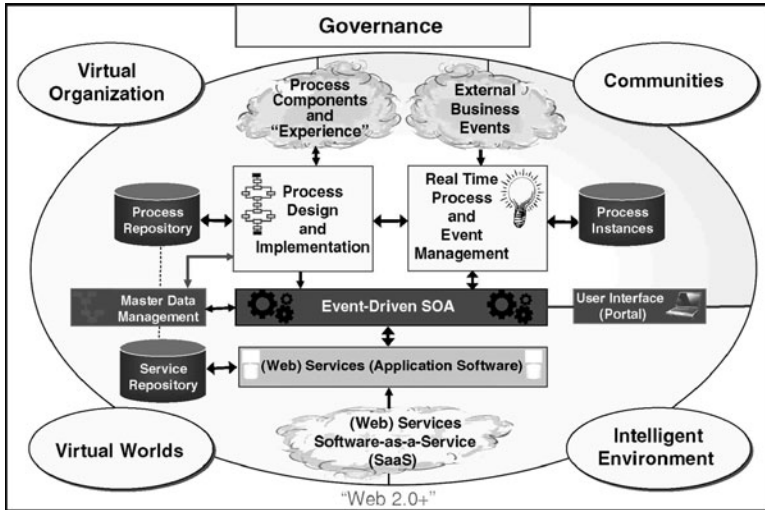 Governance
Virtual
Organization
Communities
Process
Components
and
“Experience”
External
Business
Events
Process
Repository
Process
Design
and
Implementation
Real Time
Process
and
Event
Management
Process
Instances
Master Data
Management
Event-Driven SOA
User Interface
(Portal)
Service
Repository
(Web) Services (Application Software)
(Web) Services
Software-as-a-Service
(SaaS)
Virtual Worlds
Intelligent
Environment
“Web 2.0+”